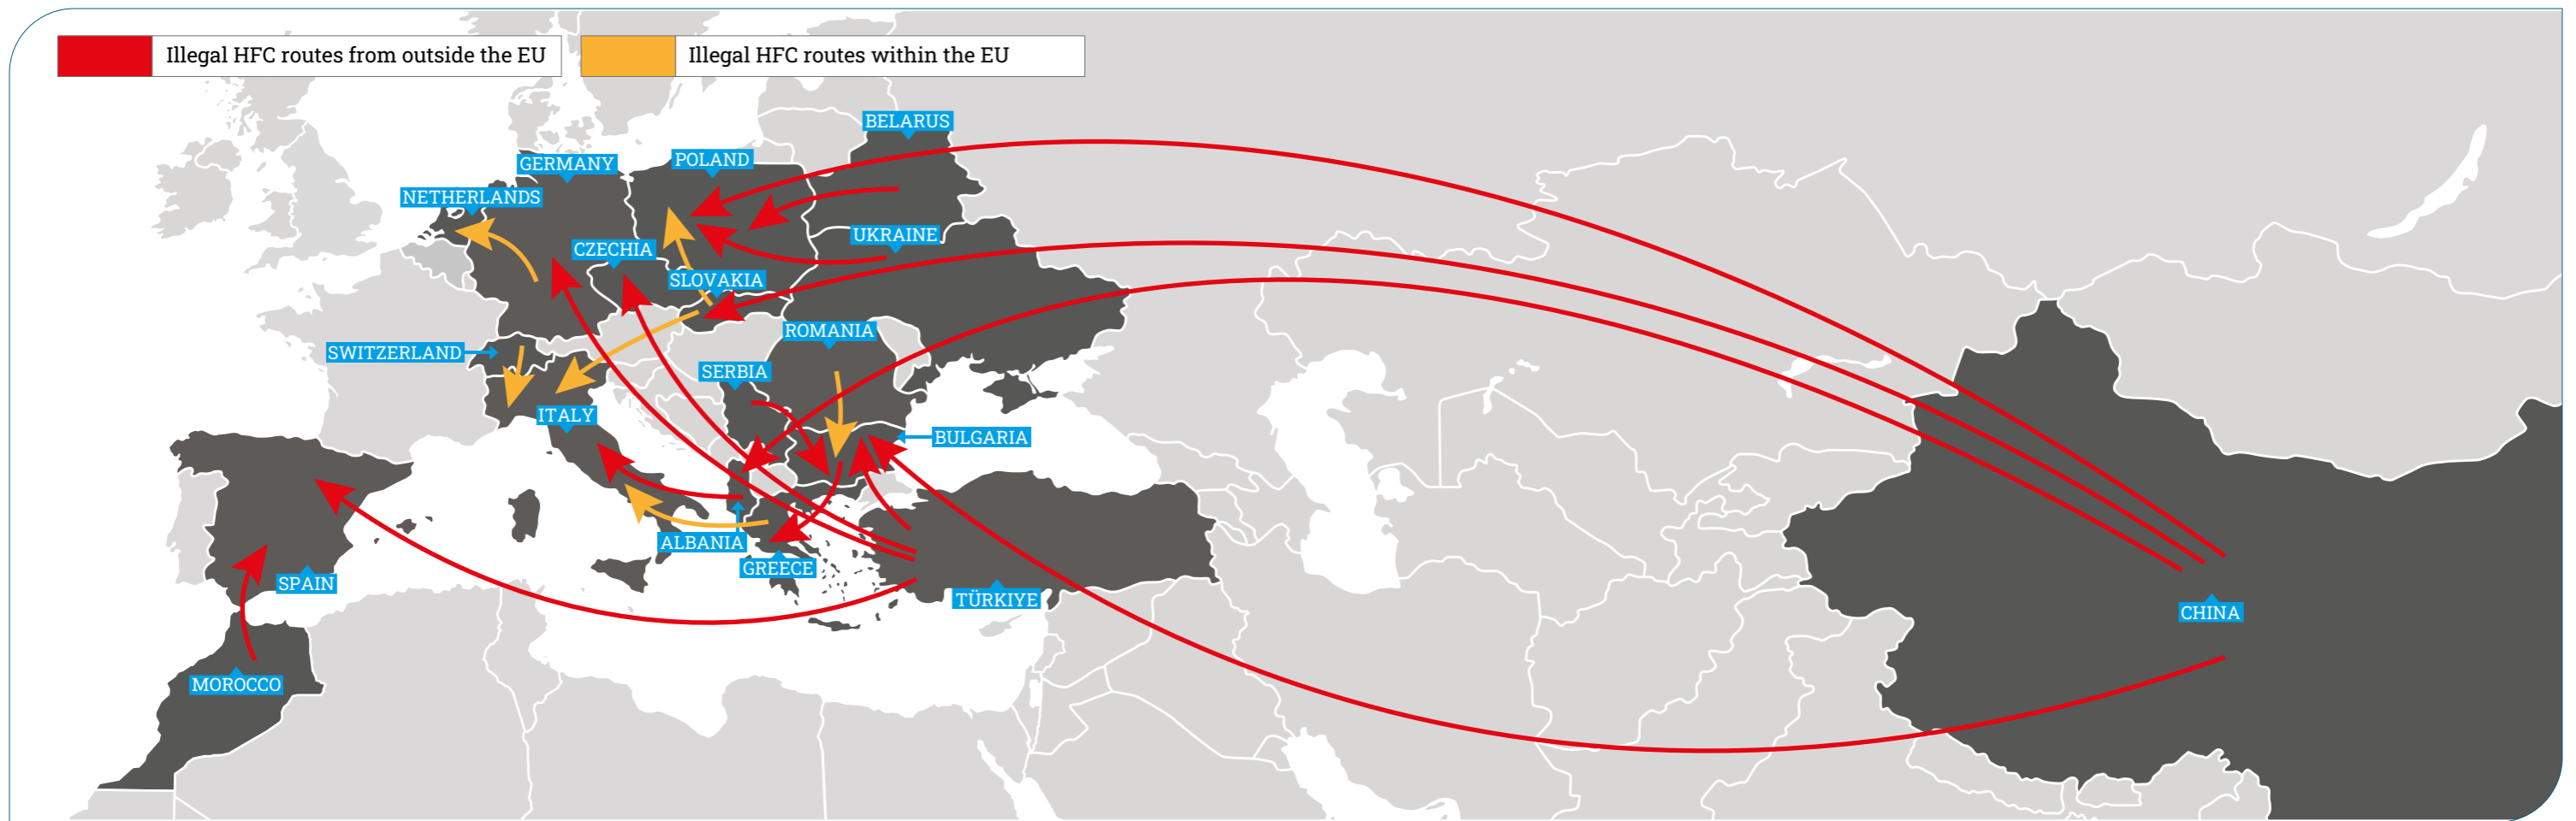 Illegal HFC routes from outside the EU
Illegal HFC routes within the EU
BELARUS
GERMANY
POLAND
NETHERLANDS
UKRAINE
CZECHIA
SLOVAKIA
ROMANIA
SWITZERLAND
SERBIA
ITALY
BULGARIA
ALBANIA
GREECE
SPAIN
TÜRKIYE
CHINA
MOROCCO